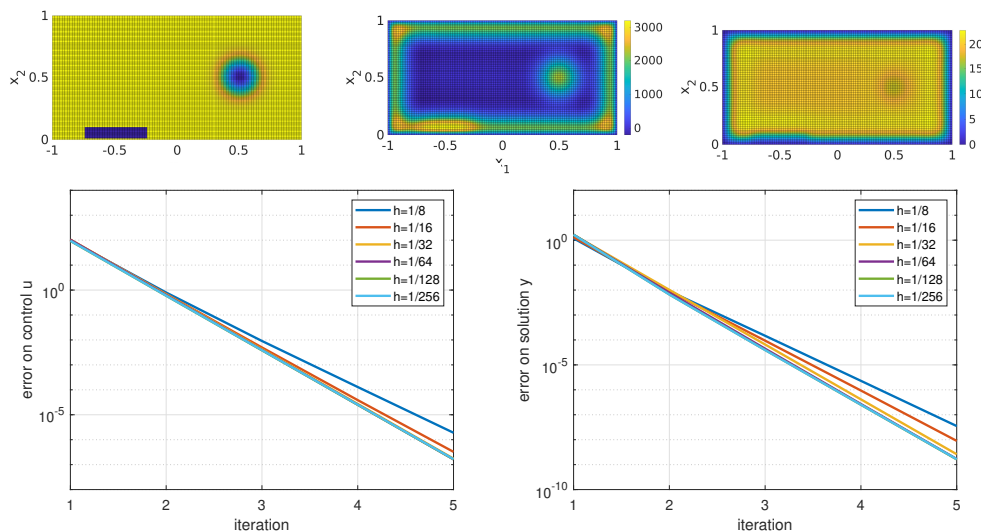 1
0.5
0
x2
-1
-0.5
0
0.5
1
1
0.5
0
x2
-1
-0.5
0
0.5
1
3000
2000
1000
0
1
0.5
0
x2
-1
-0.5
0
0.5
1
20
15
10
5
0
error on control u
10^0
10^-5
1
2
3
4
5
iteration
h=1/8
h=1/16
h=1/32
h=1/64
h=1/128
h=1/256
error on solution y
10^0
10^-5
10^-10
1
2
3
4
5
iteration
h=1/8
h=1/16
h=1/32
h=1/64
h=1/128
h=1/256